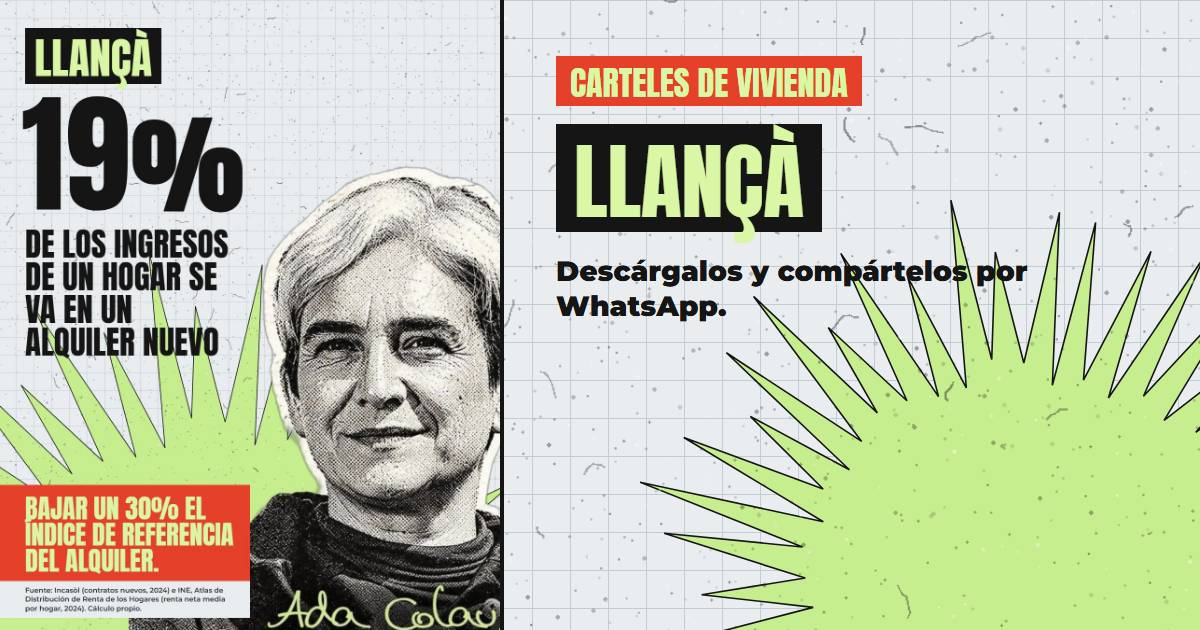 LLANÇÀ
19%
DE LOS INGRESOS
DE UN HOGAR SE
VA EN UN
ALQUILER NUEVO
BAJAR UN 30% EL
ÍNDICE DE REFERENCIA
DEL ALQUILER.
Fuente: Incasòl (contratos nuevos, 2024) e INE, Atlas de
Distribución de Renta de los Hogares (renta neta media
por hogar, 2024). Cálculo propio.
Ada Colau
CARTELES DE VIVIENDA
LLANÇÀ
Descárgalos y compártelos por
WhatsApp.